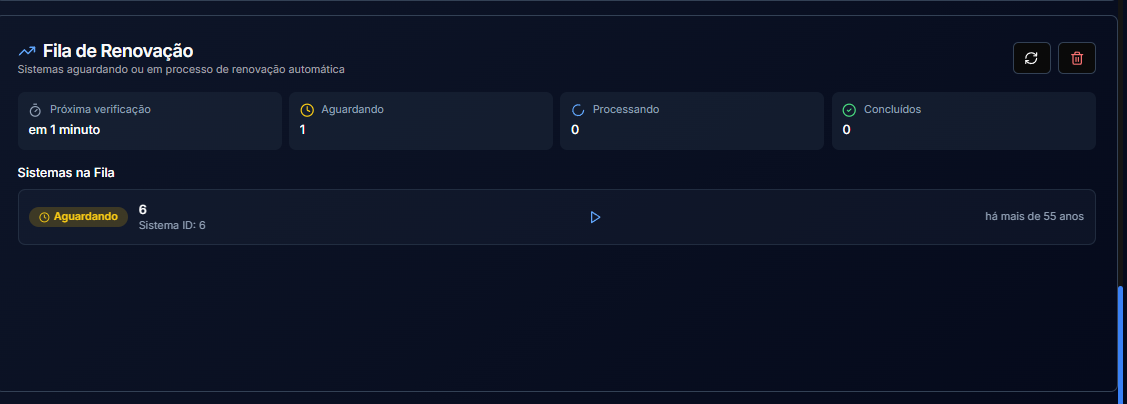 Fila de Renovação
Sistemas aguardando ou em processo de renovação automática
Próxima verificação
em 1 minuto
Aguardando
1
Processando
0
Concluídos
0
Sistemas na Fila
Aguardando
6
Sistema ID: 6
há mais de 55 anos